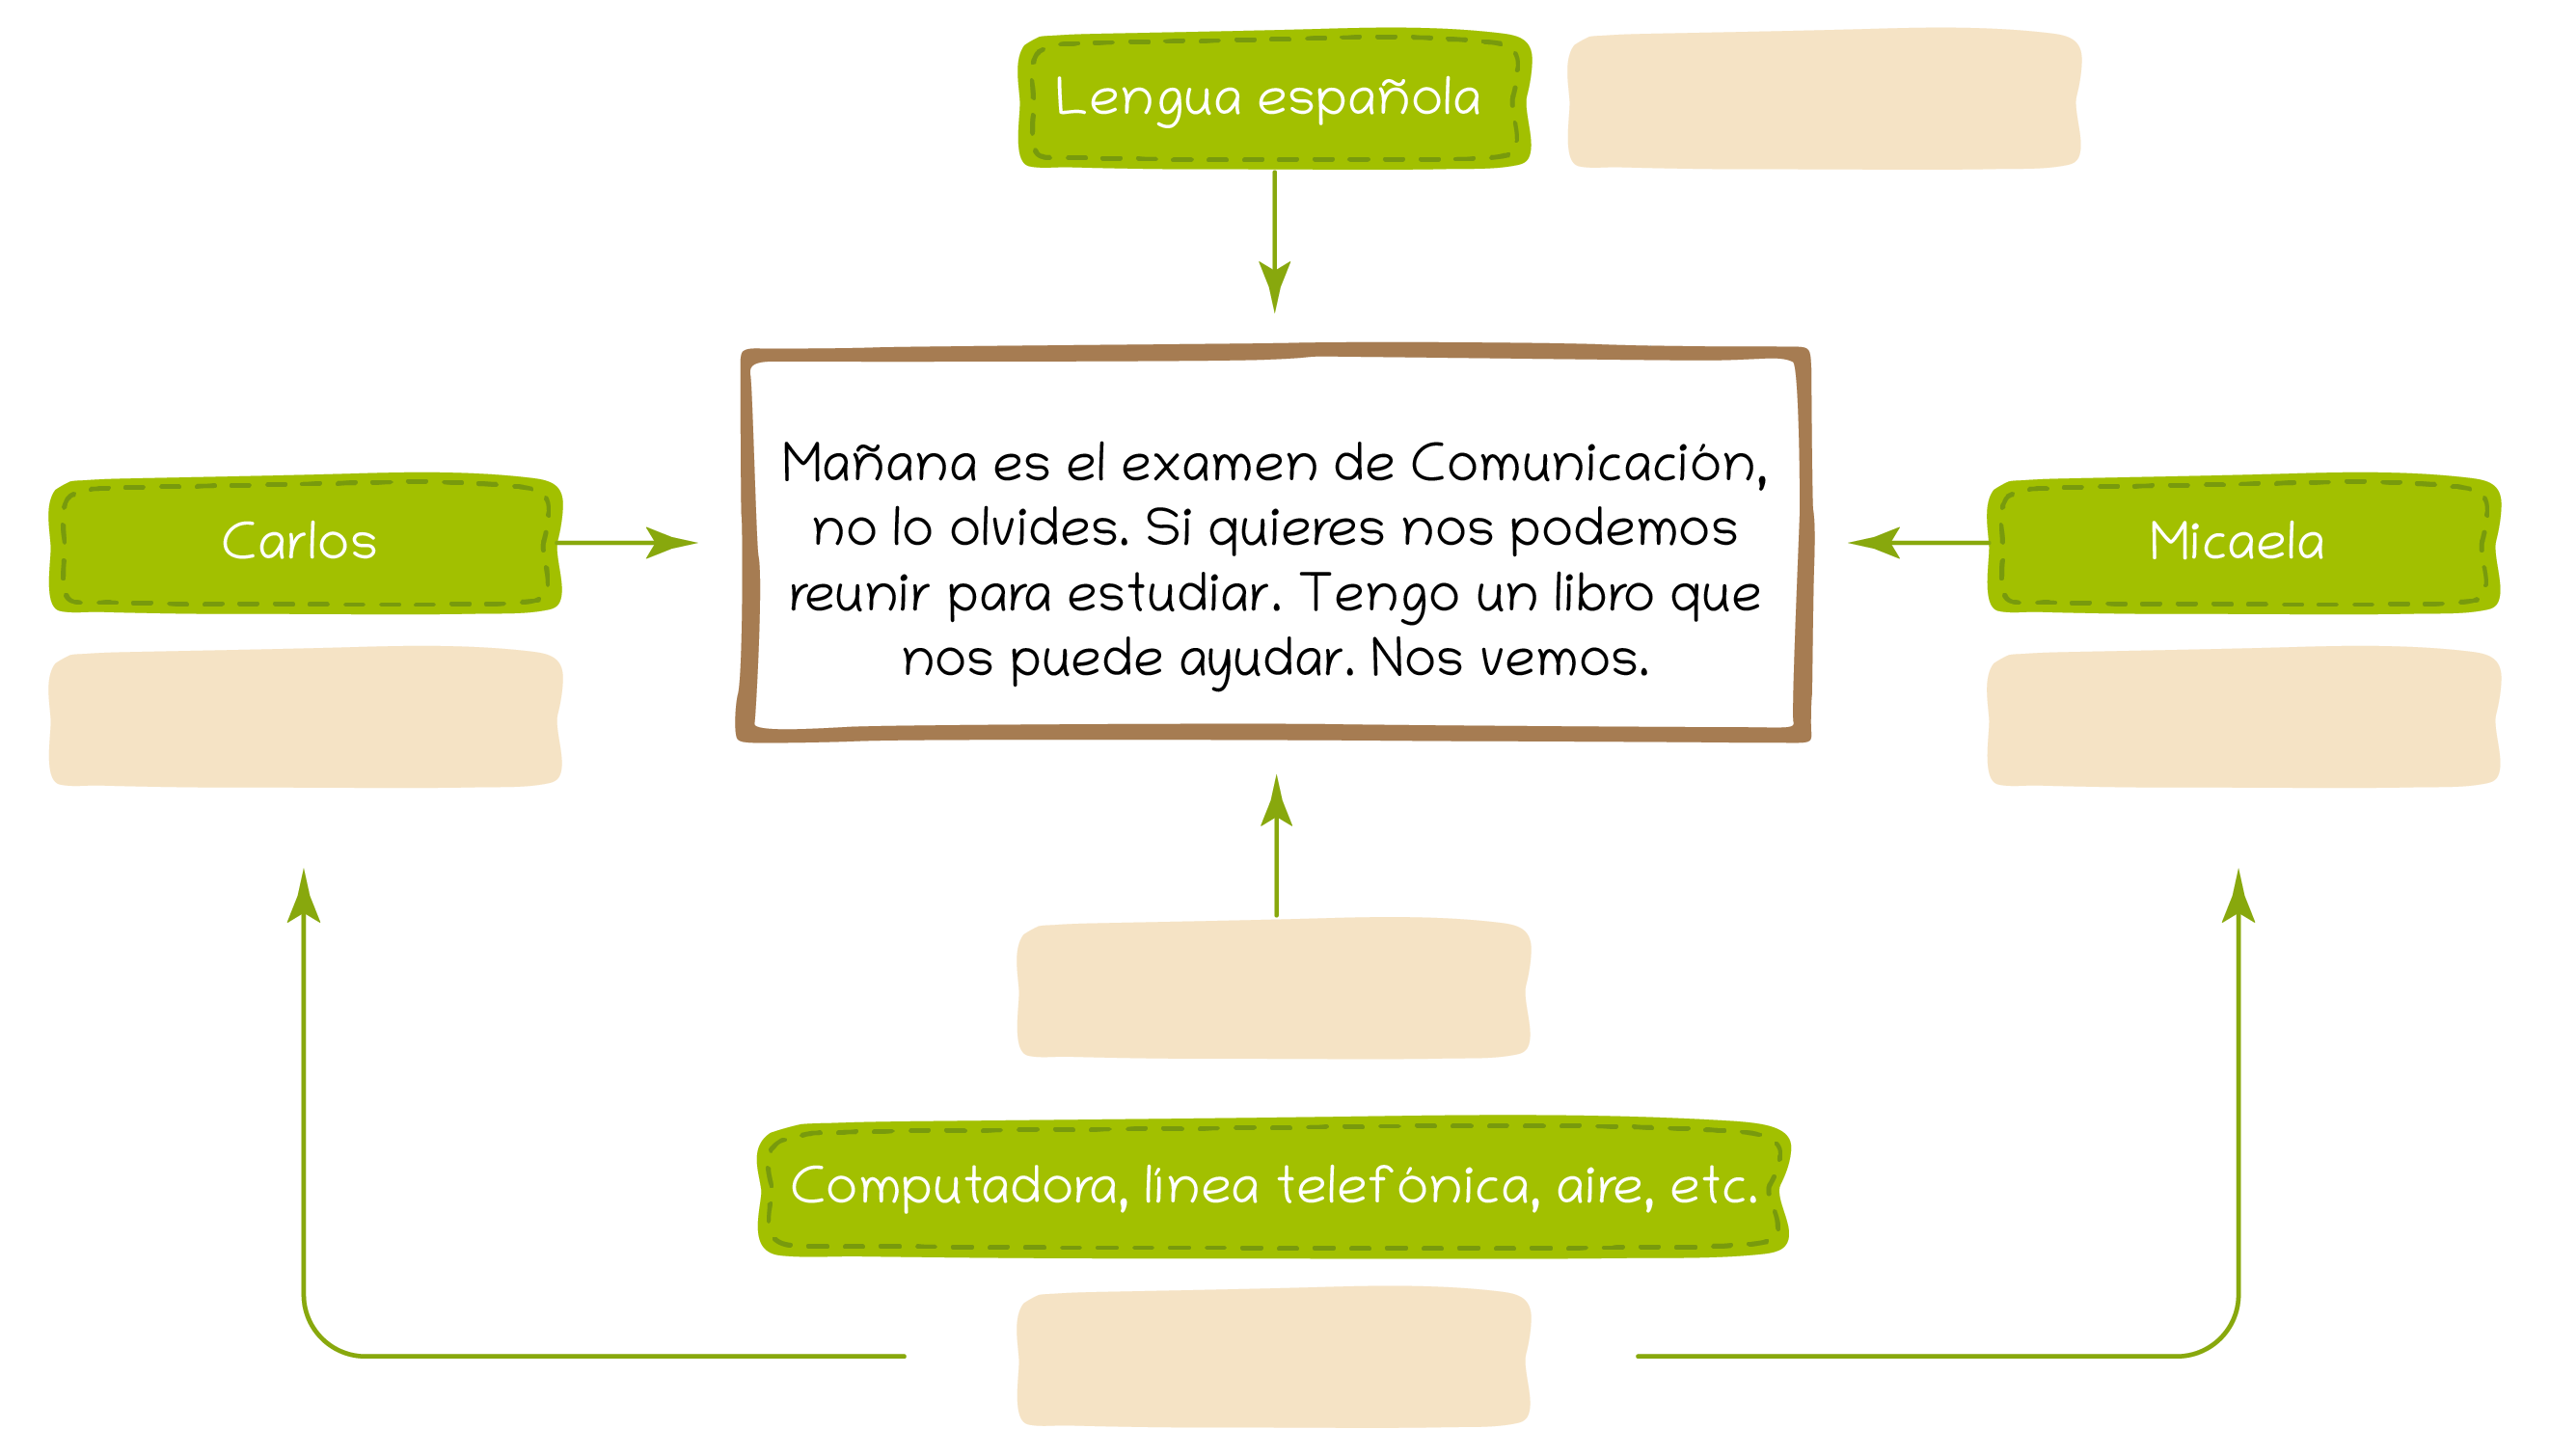 Lengua española
Mañana es el examen de Comunicación,
no lo olvides. Si quieres nos podemos
reunir para estudiar. Tengo un libro que
nos puede ayudar. Nos vemos.
Carlos
Micaela
Computadora, línea telefónica, aire, etc.